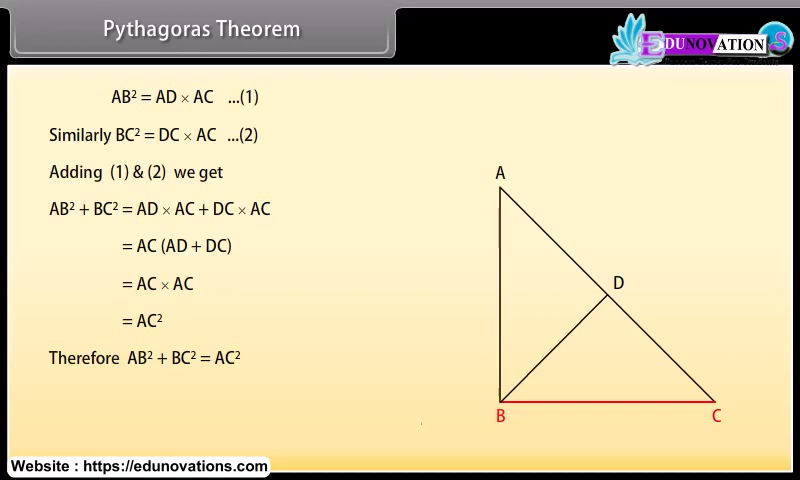 Pythagoras Theorem
EDUNOVATIONS
AB² = AD × AC ...(1)
Similarly BC² = DC × AC ...(2)
Adding (1) & (2) we get
AB² + BC² = AD × AC + DC × AC
= AC (AD + DC)
= AC × AC
= AC²
Therefore AB² + BC² = AC²
A
D
B
C
Website : https://edunovations.com